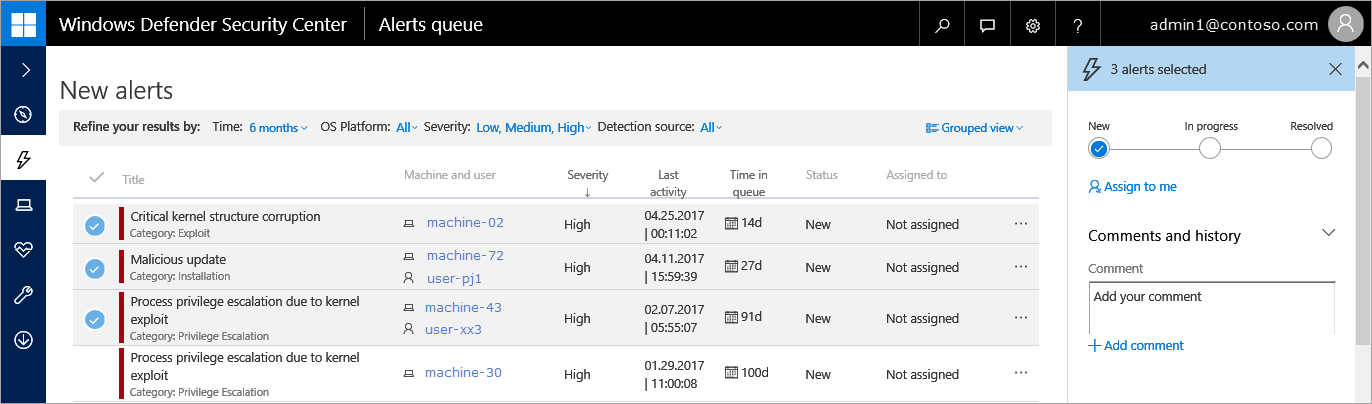 Windows Defender Security Center
Alerts queue
?
admin1@contoso.com
3 alerts selected
New alerts
Refine your results by: Time: 6 months OS Platform: All Severity: Low, Medium, High Detection source: All Grouped view
New In progress Resolved
Assign to me
Title Machine and user Severity ↓ Last activity Time in queue Status Assigned to
Critical kernel structure corruption
Category: Exploit
machine-02
High
04.25.2017
| 00:11:02
14d
New
Not assigned
...
Malicious update
Category: Installation
machine-72
user-pj1
High
04.11.2017
| 15:59:39
27d
New
Not assigned
...
Process privilege escalation due to kernel
exploit
Category: Privilege Escalation
machine-43
user-xx3
High
02.07.2017
| 05:55:07
91d
New
Not assigned
...
Process privilege escalation due to kernel
exploit
Category: Privilege Escalation
machine-30
High
01.29.2017
| 11:00:08
100d
New
Not assigned
...
Comments and history
Comment
Add your comment
+ Add comment